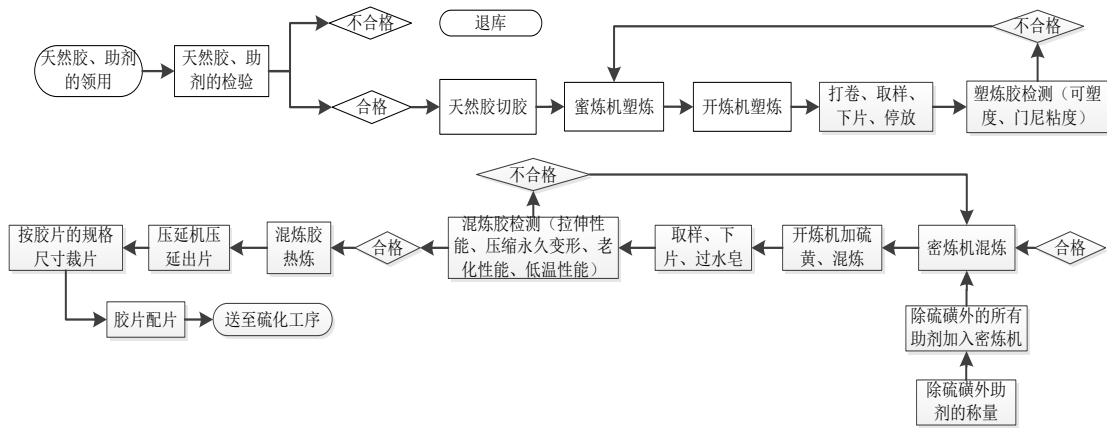 不合格
退库
不合格
天然胶、助剂
的领用
天然胶、助
剂的检验
合格
天然胶切胶
蜜炼机塑炼
开炼机塑炼
打卷、取样、
下片、停放
塑炼胶检测（可塑
度、门尼粘度）
不合格
按胶片的规格
尺寸裁片
压延机压
延出片
混炼胶
热炼
合格
混炼胶检测（拉伸性
能、压缩永久变形、老
化性能、低温性能）
取样、下
片、过水皂
开炼机加硫
黄、混炼
密炼机混炼
合格
胶片配片
送至硫化工序
除硫磺外的所有
助剂加入密炼机
除硫磺外助
剂的称量